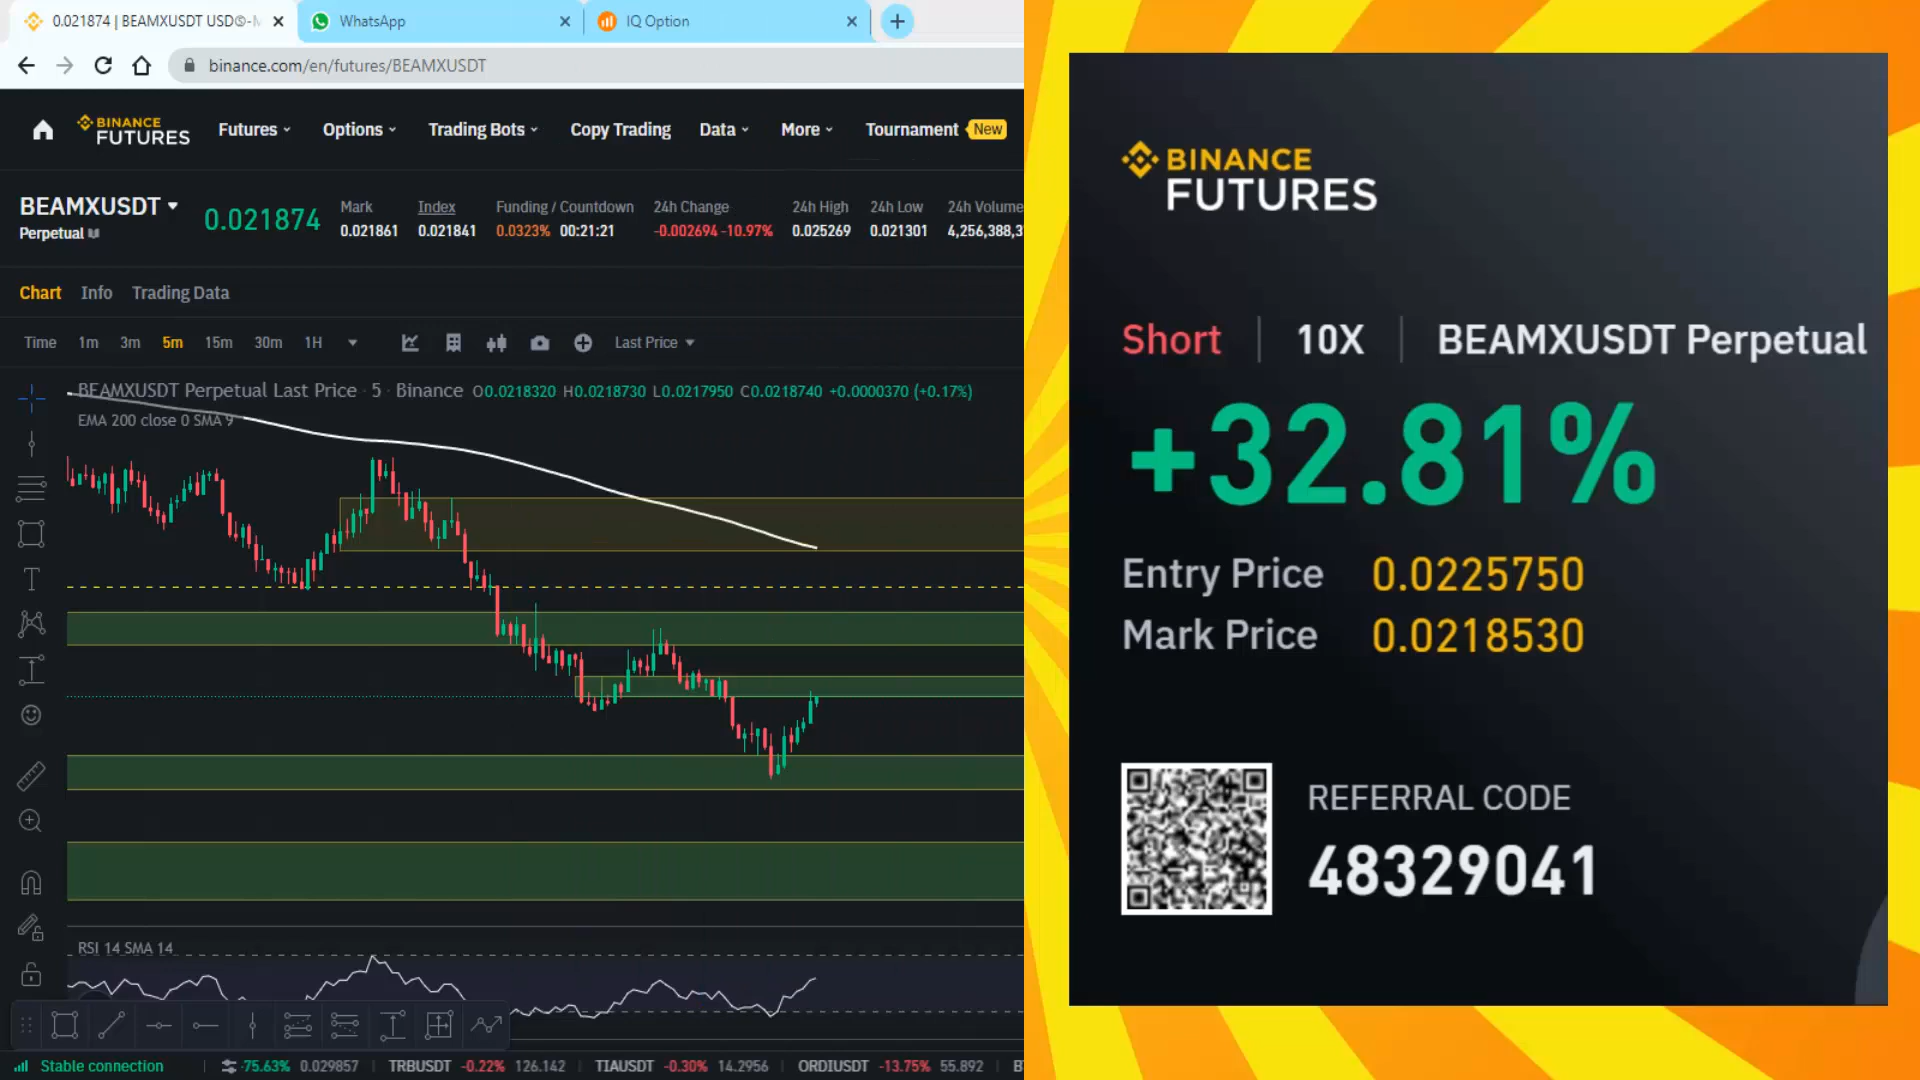 0.021874 | BEAMXUSDT USDⓈ-M
WhatsApp
IQ Option
binance.com/en/futures/BEAMXUSDT
BINANCE
FUTURES
Futures
Options
Trading Bots
Copy Trading
Data
More
Tournament New
BEAMXUSDT
Perpetual
0.021874
Mark
0.021861
Index
0.021841
Funding / Countdown
0.0323% 00:21:21
24h Change
-0.002694 -10.97%
24h High
0.025269
24h Low
0.021301
24h Volume
4,256,388,3
Chart Info Trading Data
Time 1m 3m 5m 15m 30m 1H
Last Price
BEAMXUSDT Perpetual Last Price · 5 · Binance O0.0218320 H0.0218730 L0.0217950 C0.0218740 +0.0000370 (+0.17%)
EMA 200 close 0 SMA 9
RSI 14 SMA 14
Stable connection
-75.63% 0.029857
TRBUSDT -0.22% 126.142
TIAUSDT -0.30% 14.2956
ORDIUSDT -13.75% 55.892
BINANCE
FUTURES
Short | 10X | BEAMXUSDT Perpetual
+32.81%
Entry Price 0.0225750
Mark Price 0.0218530
REFERRAL CODE
48329041